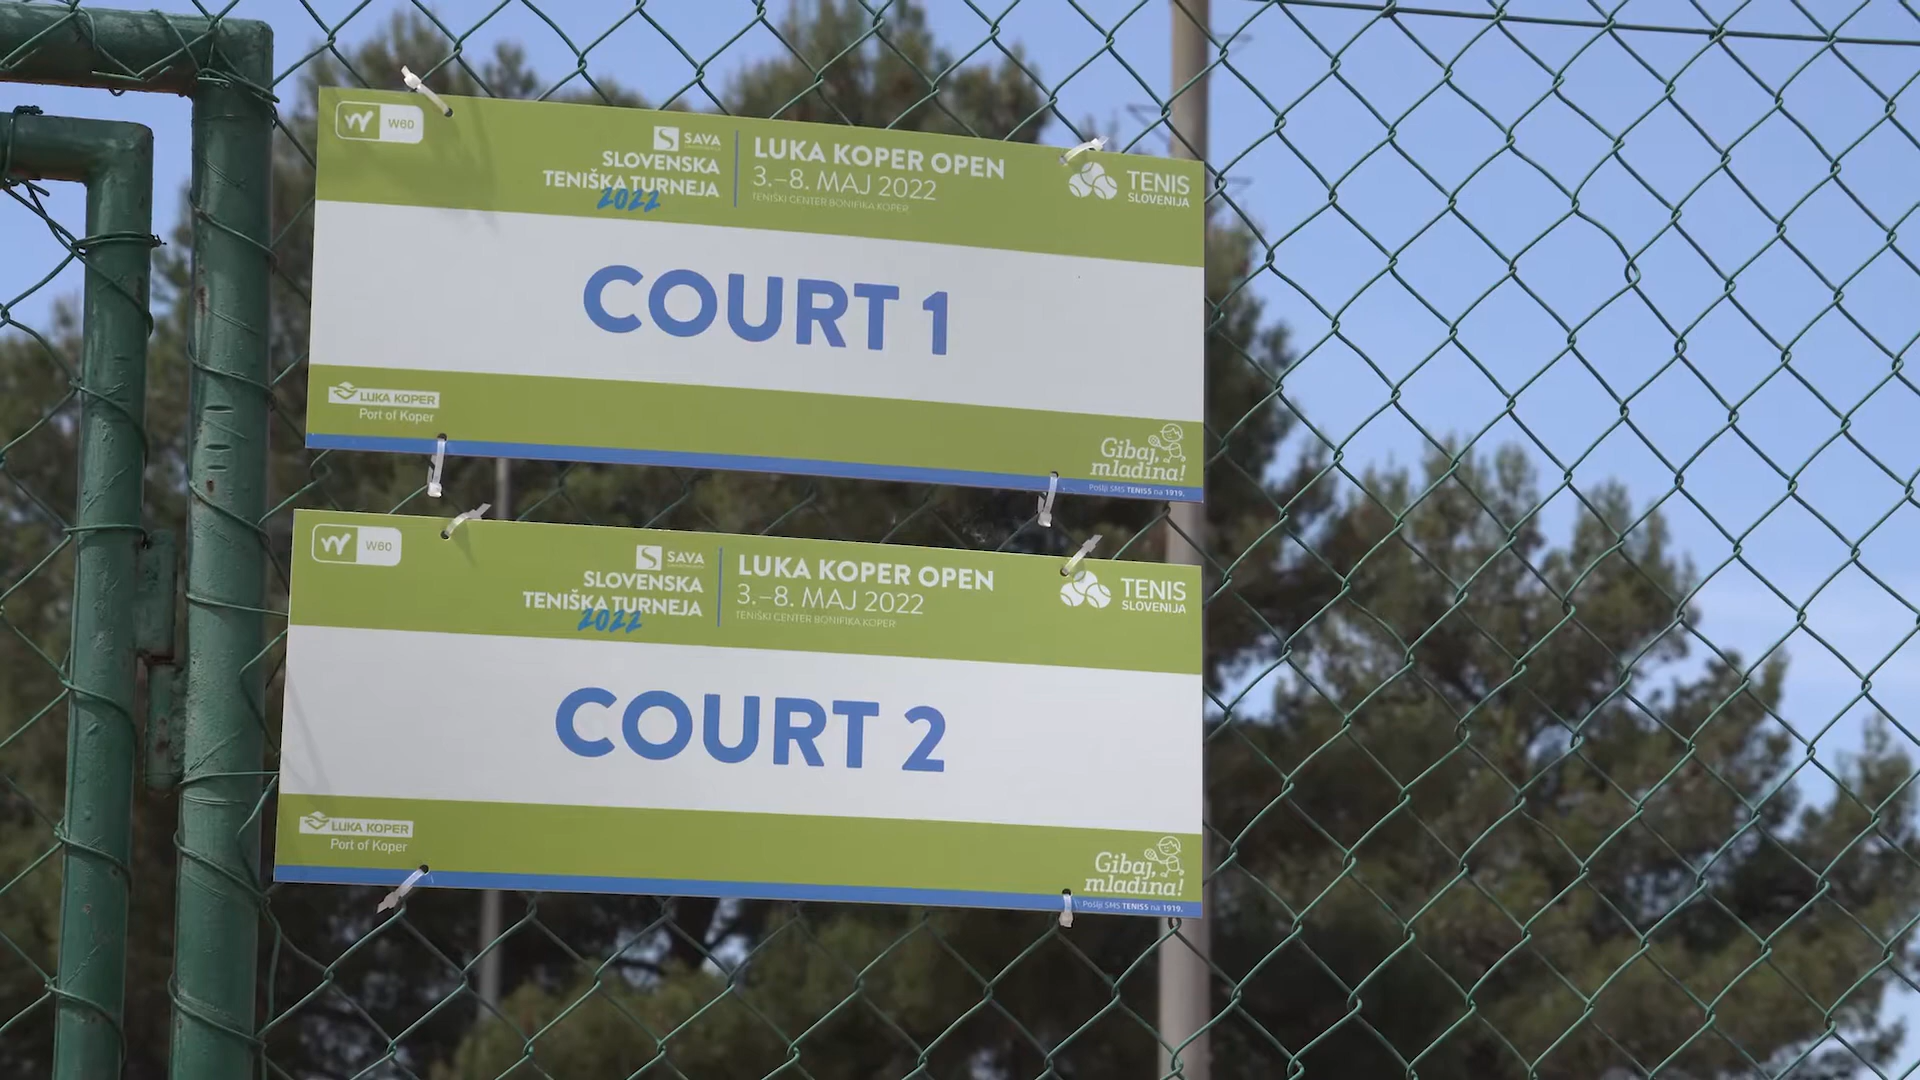 W60
SAVA
SLOVENSKA
TENIŠKA TURNEJA
2022
LUKA KOPER OPEN
3.–8. MAJ 2022
TENIŠKI CENTER BONIFIKA KOPER
TENIS
SLOVENIJA
COURT 1
LUKA KOPER
Port of Koper
Gibaj,
mladina!
Pošlji SMS TENIS5 na 1919.
W60
SAVA
SLOVENSKA
TENIŠKA TURNEJA
2022
LUKA KOPER OPEN
3.–8. MAJ 2022
TENIŠKI CENTER BONIFIKA KOPER
TENIS
SLOVENIJA
COURT 2
LUKA KOPER
Port of Koper
Gibaj,
mladina!
Pošlji SMS TENIS5 na 1919.